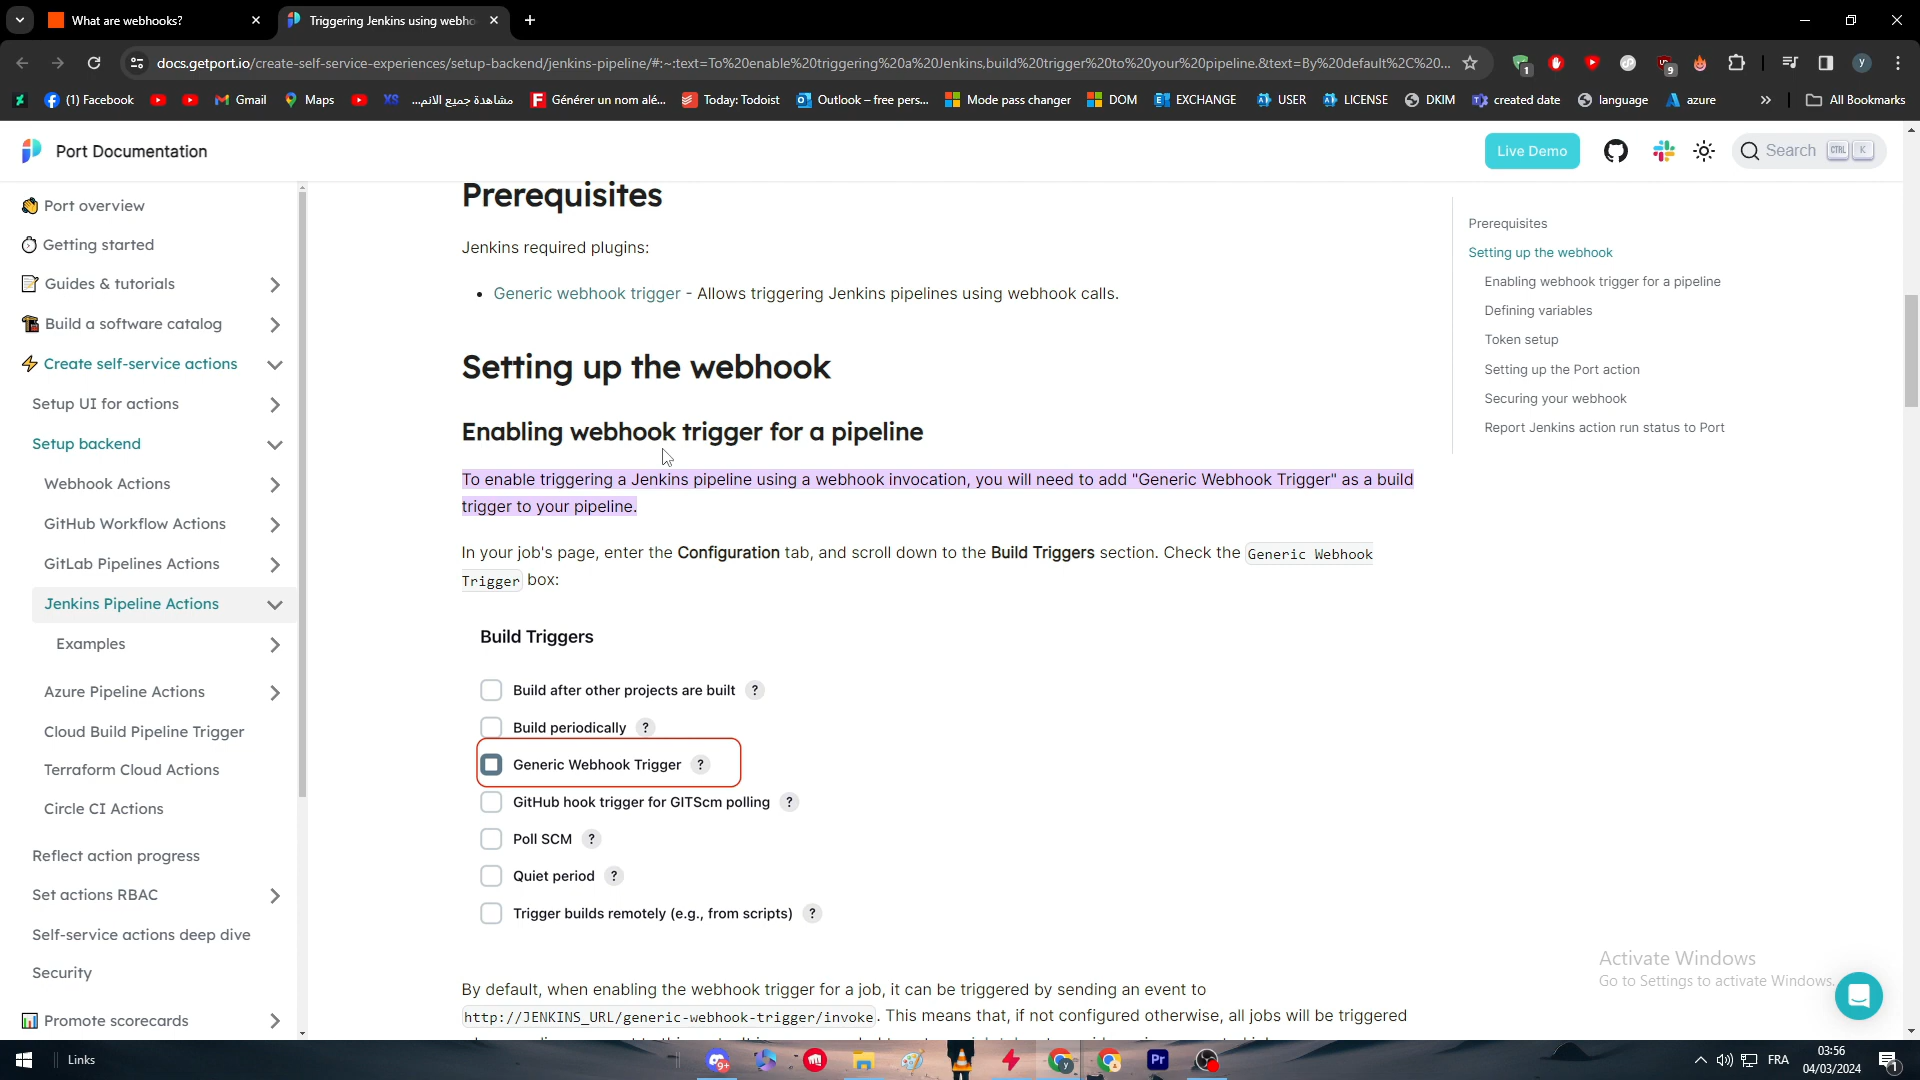 What are webhooks?
Triggering Jenkins using webho
docs.getport.io/create-self-service-experiences/setup-backend/jenkins-pipeline/#:~:text=To%20enable%20triggering%20a%20Jenkins,build%20trigger%20to%20your%20pipeline.&text=By%20default%2C%20...
1
9
y
(1) Facebook
Gmail
Maps
XS
مشاهدة جميع الانم...
Générer un nom alé...
Today: Todoist
Outlook – free pers...
Mode pass changer
DOM
EXCHANGE
USER
LICENSE
DKIM
created date
language
azure
All Bookmarks
Port Documentation
Live Demo
Search CTRL K
Port overview
Getting started
Guides & tutorials
Build a software catalog
Create self-service actions
Setup UI for actions
Setup backend
Webhook Actions
GitHub Workflow Actions
GitLab Pipelines Actions
Jenkins Pipeline Actions
Examples
Azure Pipeline Actions
Cloud Build Pipeline Trigger
Terraform Cloud Actions
Circle CI Actions
Reflect action progress
Set actions RBAC
Self-service actions deep dive
Security
Promote scorecards
Prerequisites
Jenkins required plugins:
• Generic webhook trigger - Allows triggering Jenkins pipelines using webhook calls.
Setting up the webhook
Enabling webhook trigger for a pipeline
To enable triggering a Jenkins pipeline using a webhook invocation, you will need to add "Generic Webhook Trigger" as a build
trigger to your pipeline.
In your job's page, enter the Configuration tab, and scroll down to the Build Triggers section. Check the Generic Webhook
Trigger box:
Build Triggers
Build after other projects are built ?
Build periodically ?
Generic Webhook Trigger ?
GitHub hook trigger for GITScm polling ?
Poll SCM ?
Quiet period ?
Trigger builds remotely (e.g., from scripts) ?
By default, when enabling the webhook trigger for a job, it can be triggered by sending an event to
http://JENKINS_URL/generic-webhook-trigger/invoke. This means that, if not configured otherwise, all jobs will be triggered
Prerequisites
Setting up the webhook
Enabling webhook trigger for a pipeline
Defining variables
Token setup
Setting up the Port action
Securing your webhook
Report Jenkins action run status to Port
Activate Windows
Go to Settings to activate Windows.
Links
9+
Pr
FRA
03:56
04/03/2024
1